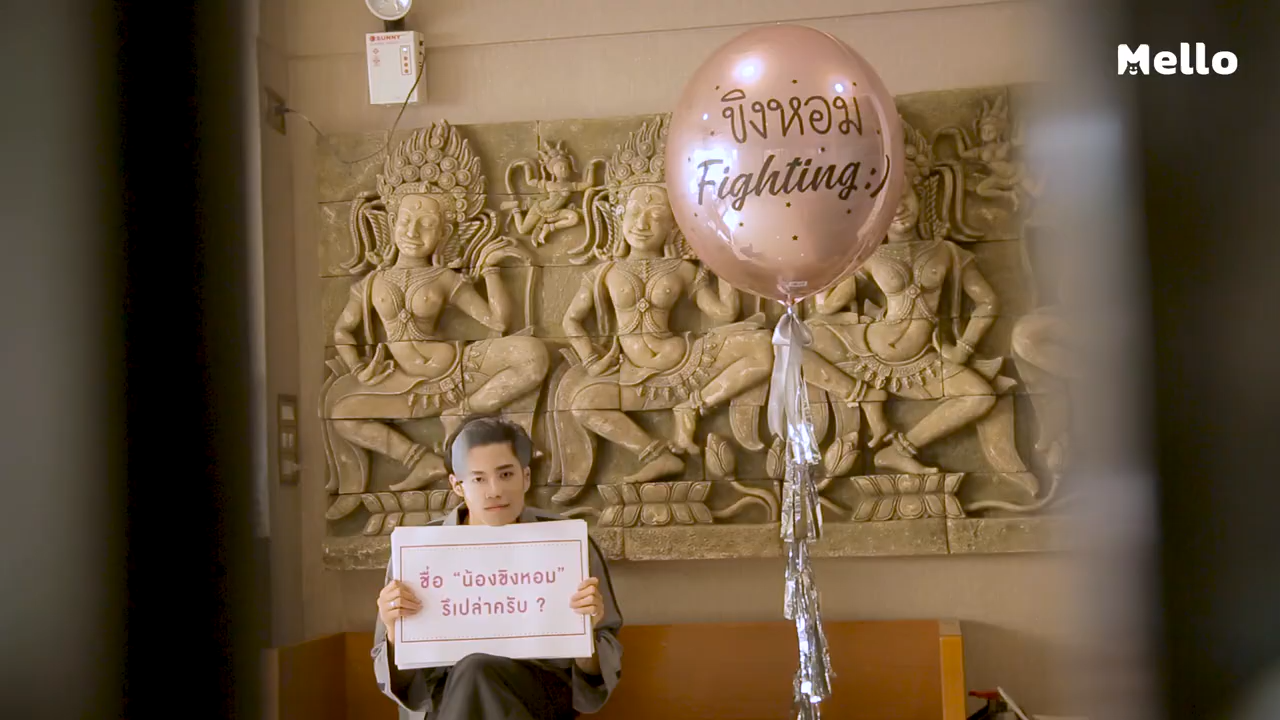 SUNNY
Mello
ขิงหอม
Fighting:)
ชื่อ “น้องขิงหอม”
รึเปล่าครับ ?